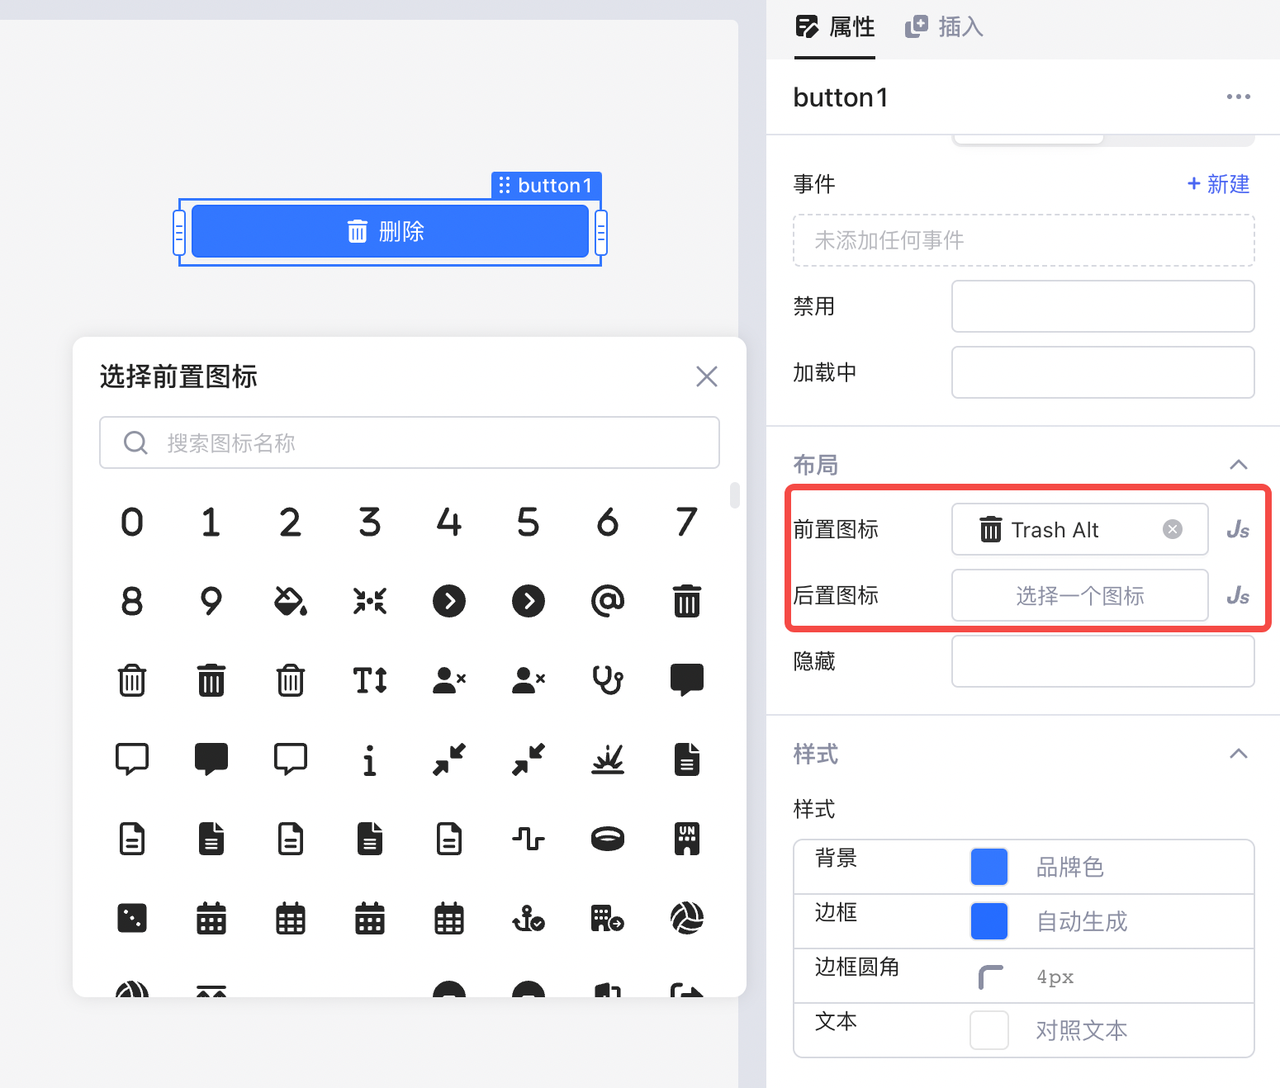 属性
插入
button1
事件
+ 新建
未添加任何事件
禁用
加载中
布局
前置图标
Trash Alt
Js
后置图标
选择一个图标
Js
隐藏
样式
样式
背景
品牌色
边框
自动生成
边框圆角
4px
文本
对照文本
button1
删除
选择前置图标
搜索图标名称
0 1 2 3 4 5 6 7
8 9 @
T
i
UN